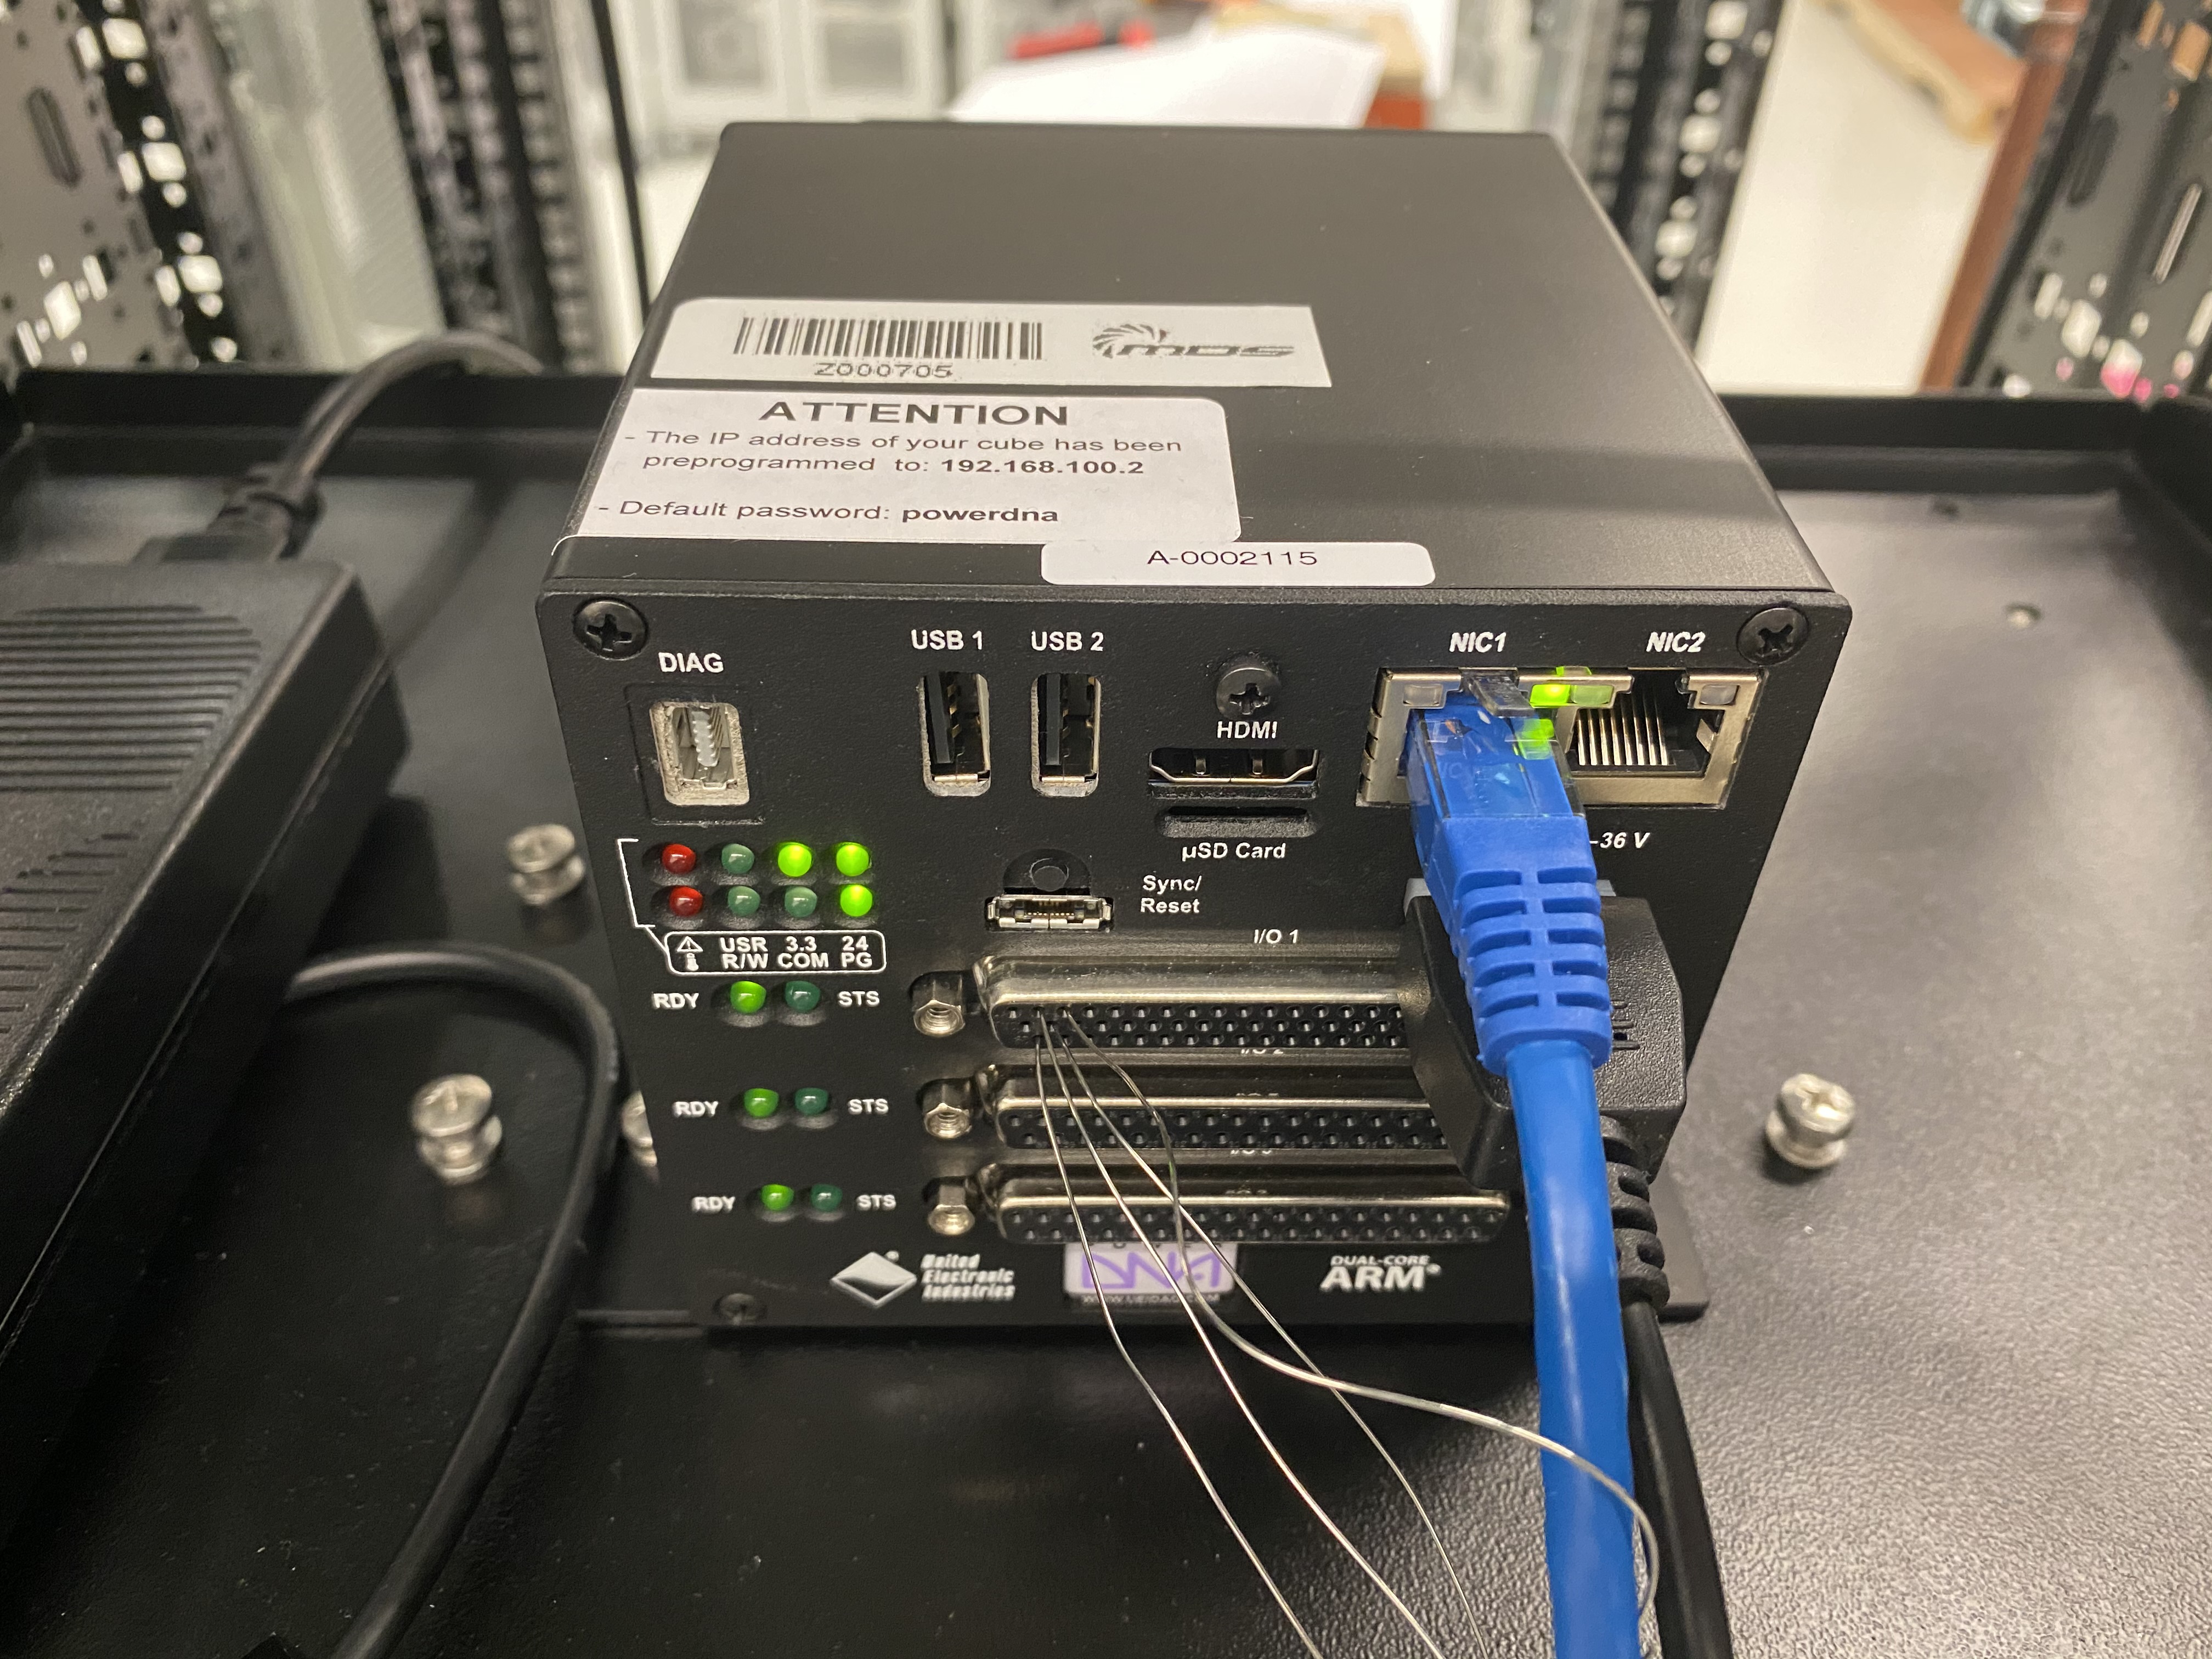 Z000705
MDS
ATTENTION
- The IP address of your cube has been
preprogrammed to: 192.168.100.2
- Default password: powerdna
A-0002115
DIAG
USB 1
USB 2
HDMI
NIC1
NIC2
-36 V
µSD Card
Sync/
Reset
USR 3.3 24
R/W COM PG
I/O 1
RDY STS
RDY STS
RDY STS
United
Electronic
Industries
DNA
DUAL-CORE
ARM®